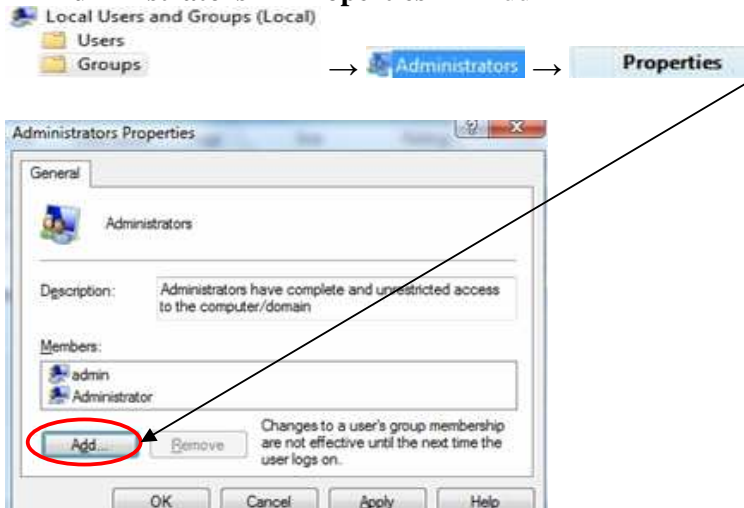 Local Users and Groups (Local)
Users
Groups
→ Administrators → Properties
Administrators Properties
General
Administrators
Description: Administrators have complete and unrestricted access
to the computer/domain
Members:
admin
Administrator
Add... Remove Changes to a user's group membership
are not effective until the next time the
user logs on.
OK Cancel Apply Help